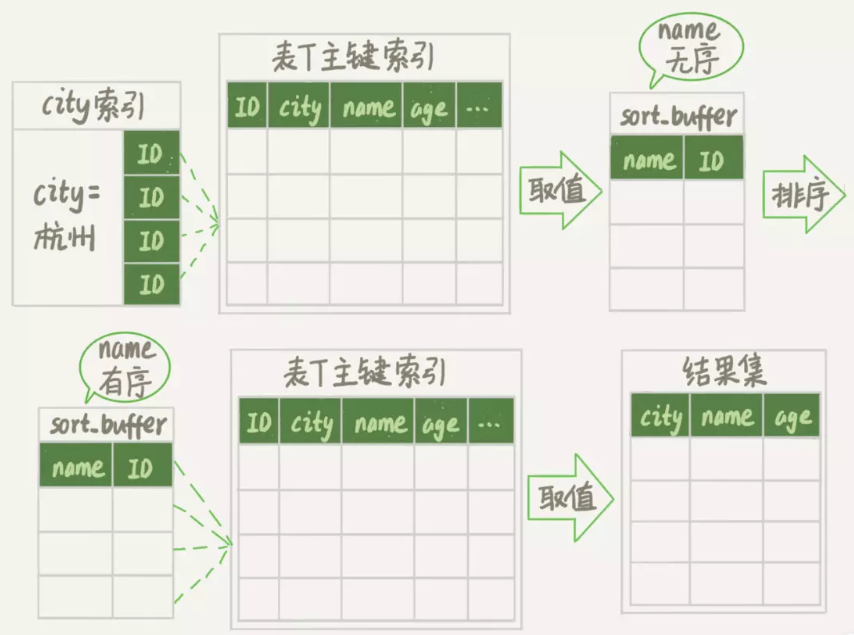 city索引
city=
杭州
ID
ID
ID
ID
表T主键索引
ID city name age ...
取值
name
无序
sort_buffer
name ID
排序
name
有序
sort_buffer
name ID
表T主键索引
ID city name age ...
取值
结果集
city name age